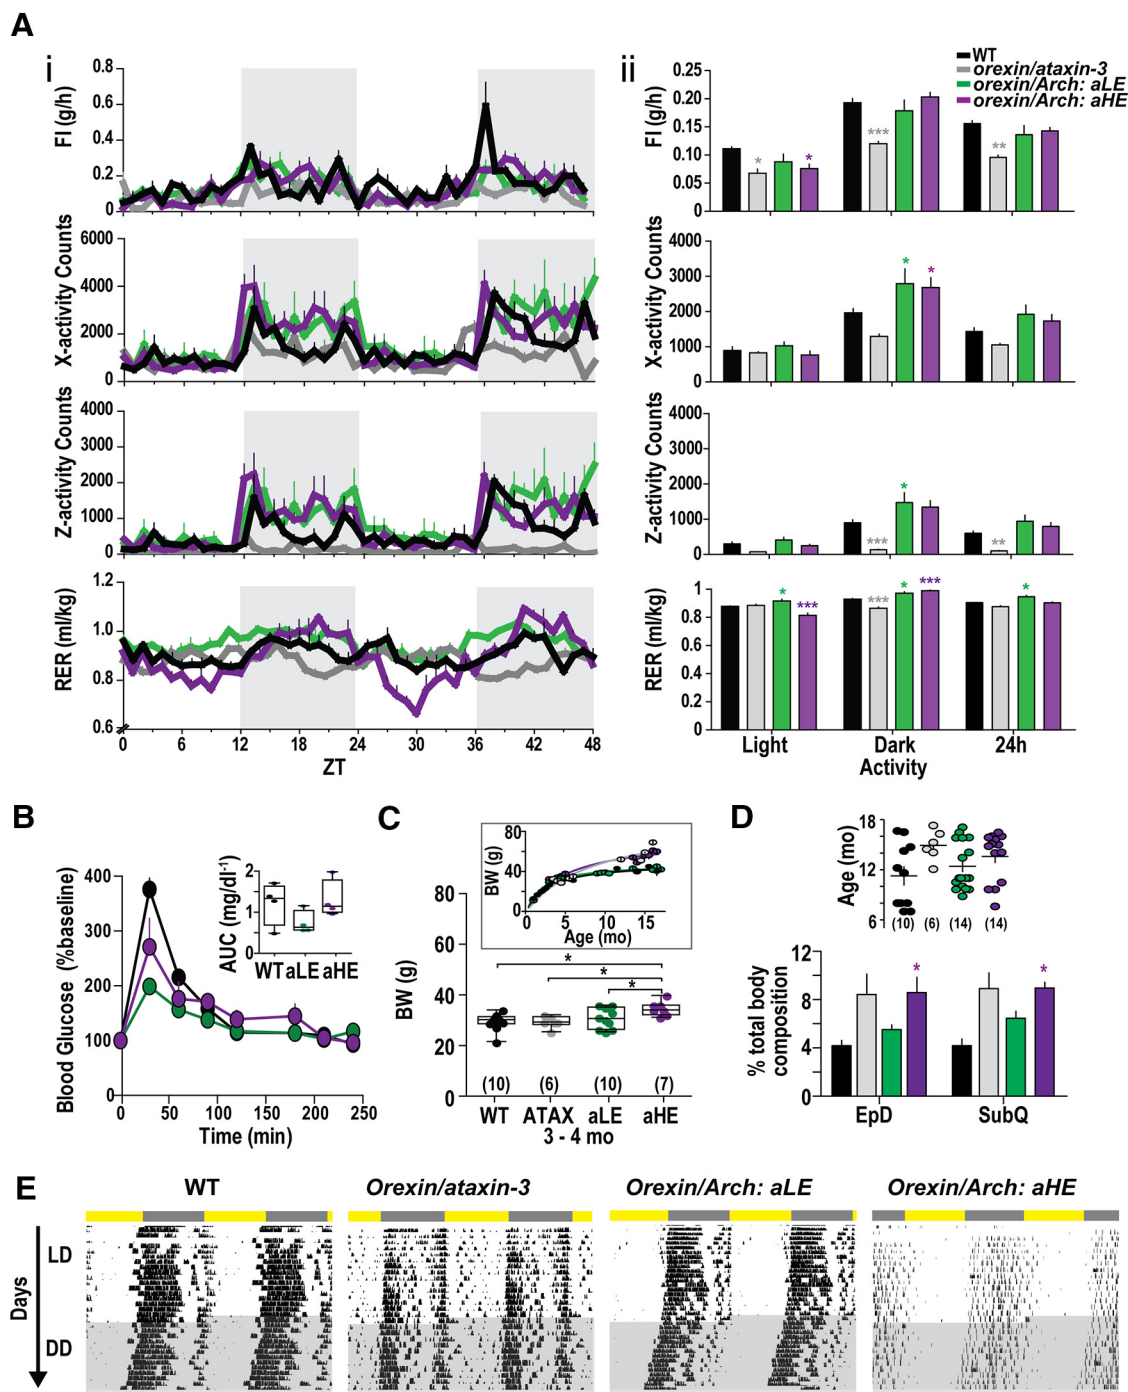 A
i
FI (g/h)
0.8
0.6
0.4
0.2
0
X-activity Counts
6000
4000
2000
0
Z-activity Counts
4000
3000
2000
1000
0
RER (ml/kg)
1.2
1.0
0.8
0.6
0 6 12 18 24 30 36 42 48
ZT
ii
WT
orexin/ataxin-3
orexin/Arch: aLE
orexin/Arch: aHE
FI (g/h)
0.25
0.20
0.15
0.10
0.05
0
* * *** **
X-activity Counts
4000
3000
2000
1000
0
* *
Z-activity Counts
4000
3000
2000
1000
0
*** * **
RER (ml/kg)
1
0.8
0.6
0.4
0.2
0
* *** *** * *** *
Light Dark 24h
Activity
B
Blood Glucose (%baseline)
400
300
200
100
0
0 50 100 150 200 250
Time (min)
AUC (mg/dl⁻¹)
2
1
0
WT aLE aHE
C
BW (g)
80
60
40
20
0
BW (g)
80
40
0
0 5 10 15
Age (mo)
*
*
*
(10) (6) (10) (7)
WT ATAX aLE aHE
3 - 4 mo
D
Age (mo)
18
12
6
(10) (6) (14) (14)
% total body
composition
12
8
4
0
* *
EpD SubQ
E
WT Orexin/ataxin-3 Orexin/Arch: aLE Orexin/Arch: aHE
Days
LD
DD